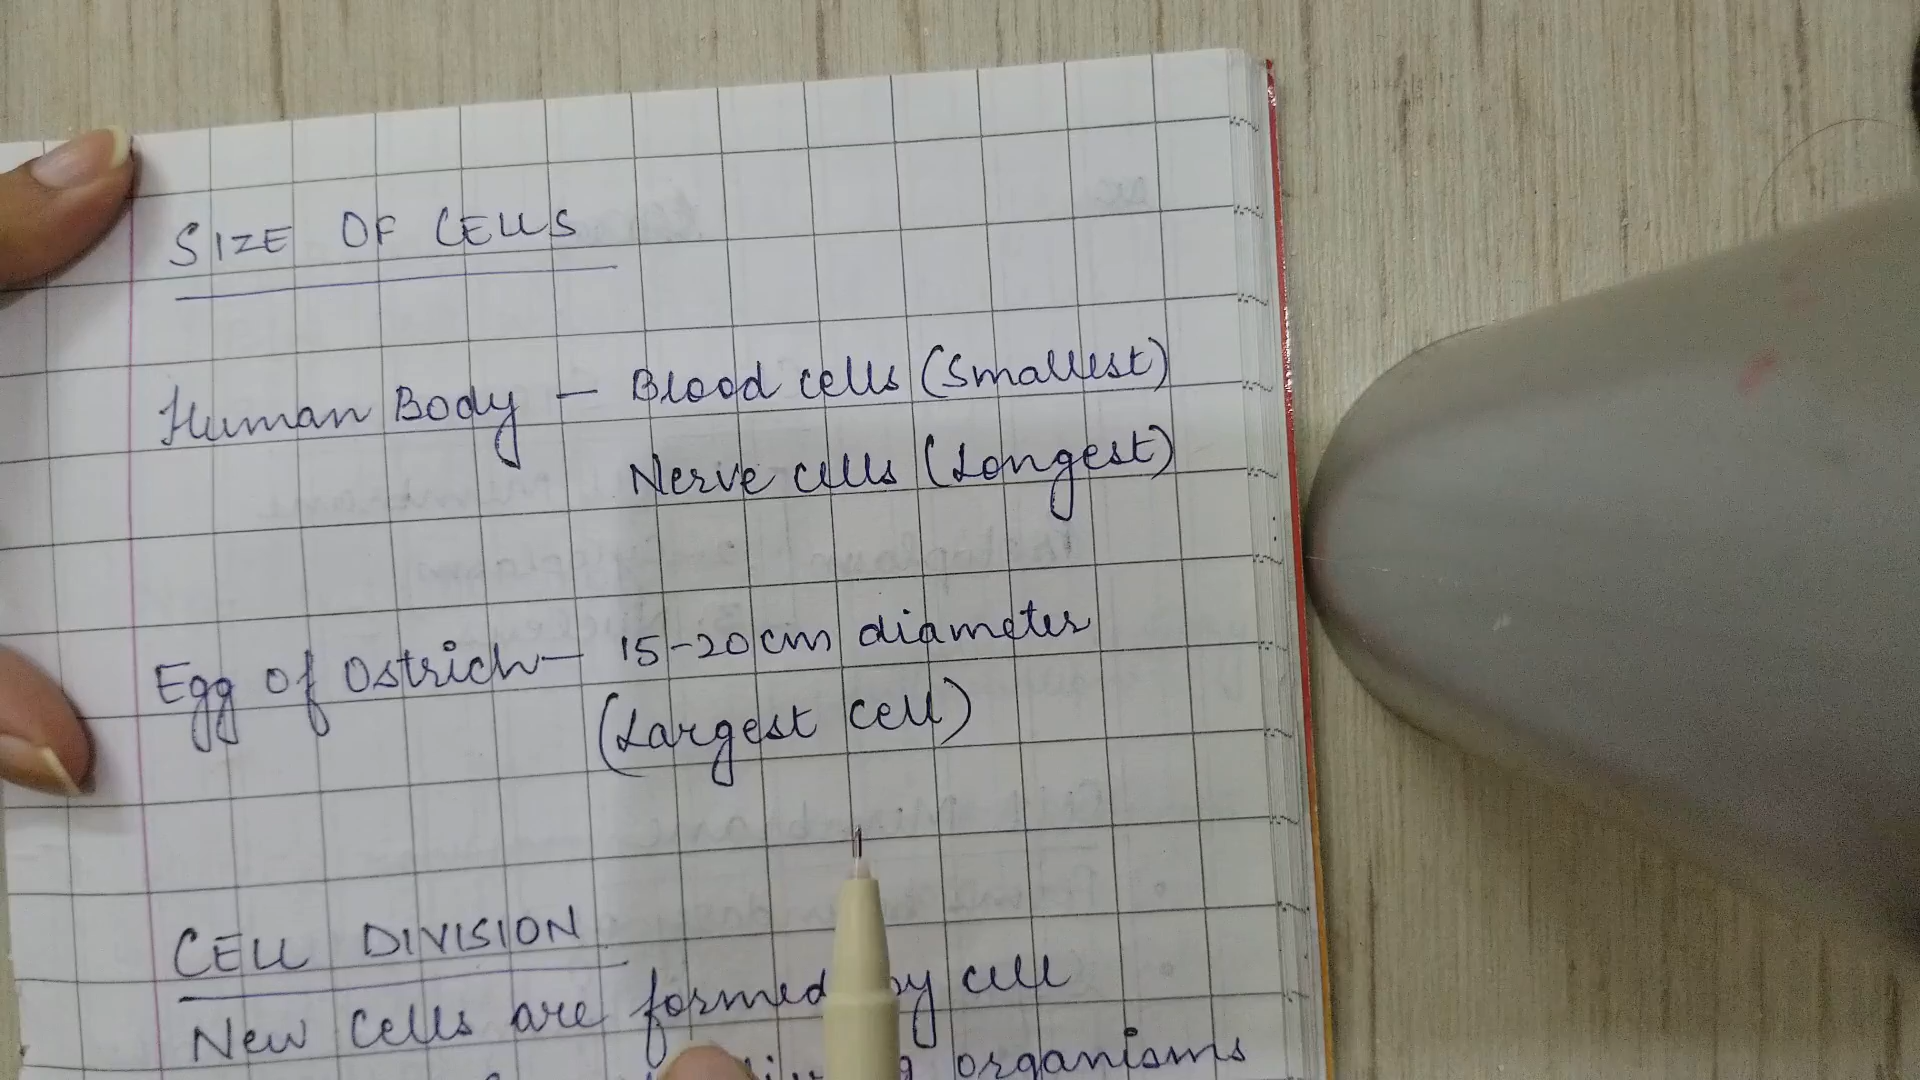 SIZE OF CELLS
Human Body – Blood cells (Smallest)
Nerve cells (Longest)
Egg of Ostrich – 15-20 cm diameter
(Largest cell)
CELL DIVISION
New cells are formed by cell
organisms